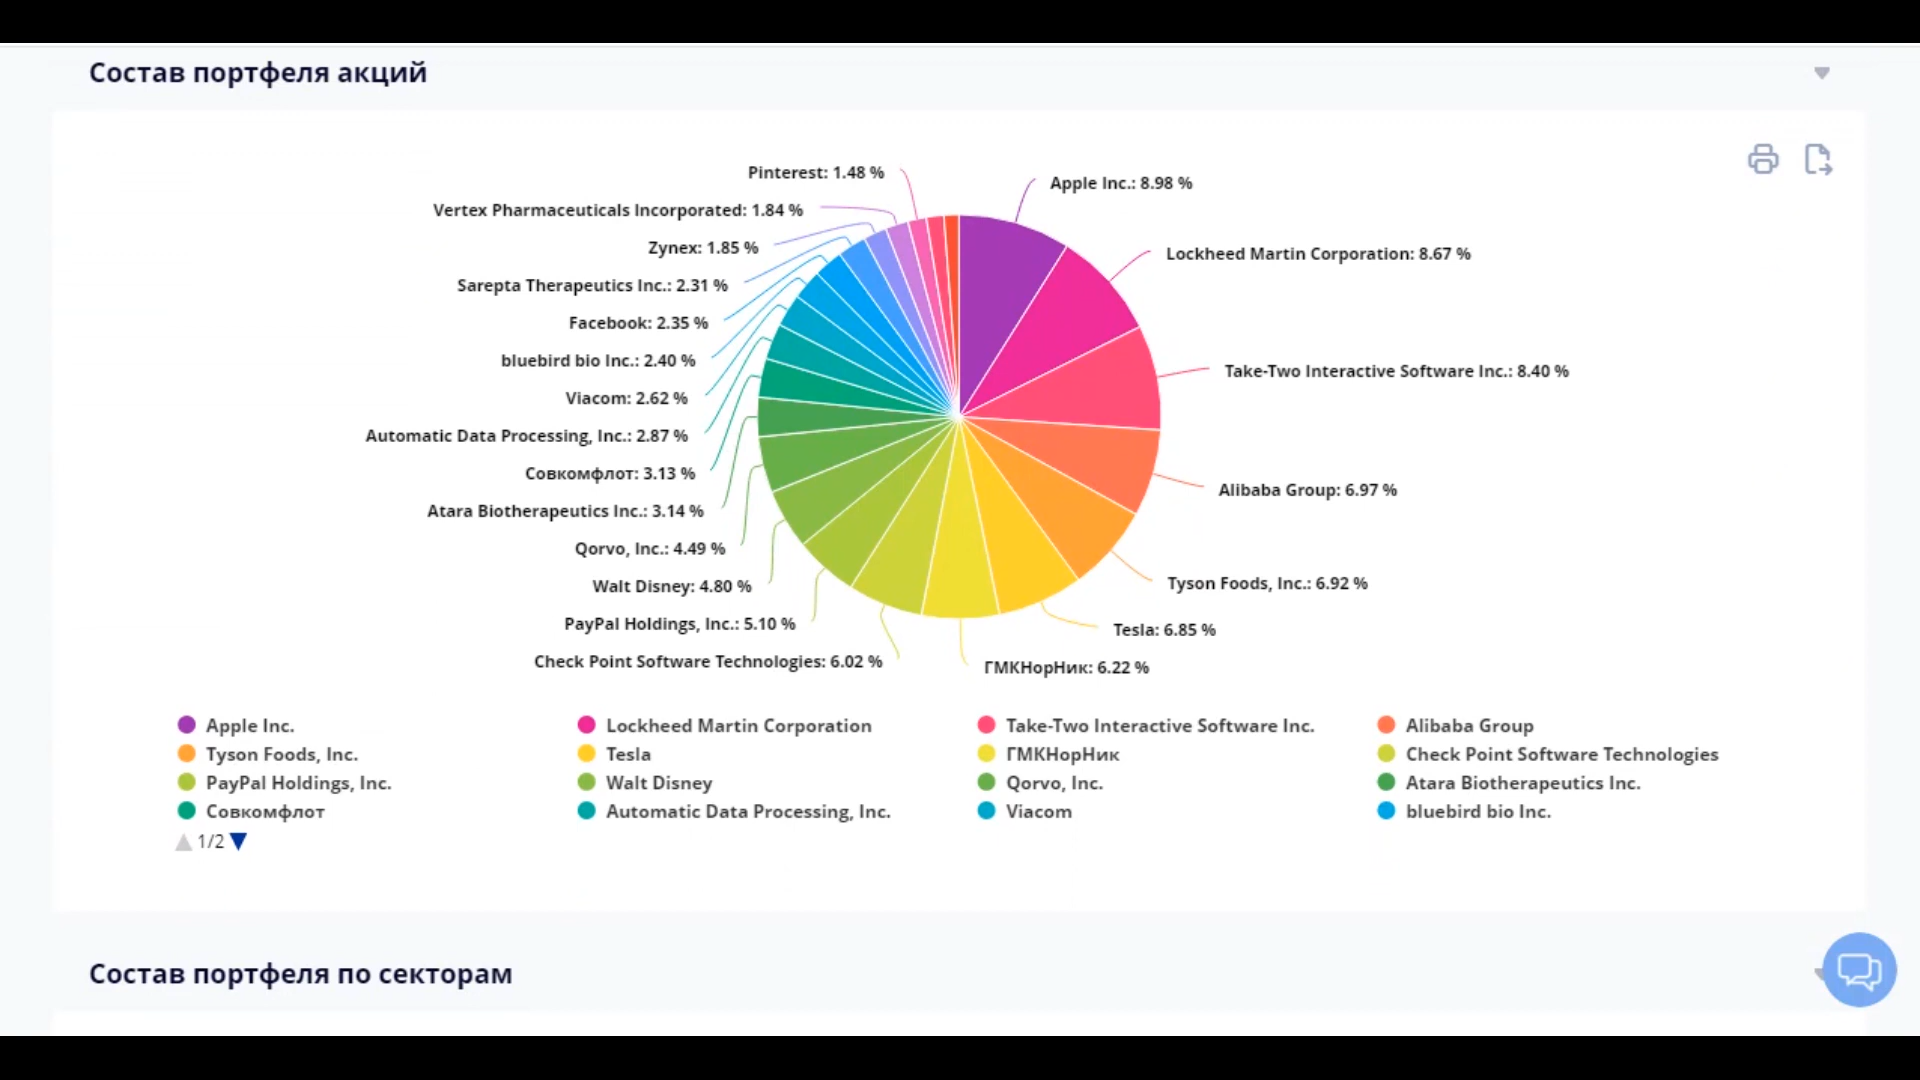 Состав портфеля акций
Pinterest: 1.48 %
Apple Inc.: 8.98 %
Vertex Pharmaceuticals Incorporated: 1.84 %
Zynex: 1.85 %
Lockheed Martin Corporation: 8.67 %
Sarepta Therapeutics Inc.: 2.31 %
Facebook: 2.35 %
bluebird bio Inc.: 2.40 %
Take-Two Interactive Software Inc.: 8.40 %
Viacom: 2.62 %
Automatic Data Processing, Inc.: 2.87 %
Совкомфлот: 3.13 %
Alibaba Group: 6.97 %
Atara Biotherapeutics Inc.: 3.14 %
Qorvo, Inc.: 4.49 %
Walt Disney: 4.80 %
Tyson Foods, Inc.: 6.92 %
PayPal Holdings, Inc.: 5.10 %
Tesla: 6.85 %
Check Point Software Technologies: 6.02 %
ГМКНорНик: 6.22 %
Apple Inc. Lockheed Martin Corporation Take-Two Interactive Software Inc. Alibaba Group
Tyson Foods, Inc. Tesla ГМКНорНик Check Point Software Technologies
PayPal Holdings, Inc. Walt Disney Qorvo, Inc. Atara Biotherapeutics Inc.
Совкомфлот Automatic Data Processing, Inc. Viacom bluebird bio Inc.
1/2
Состав портфеля по секторам